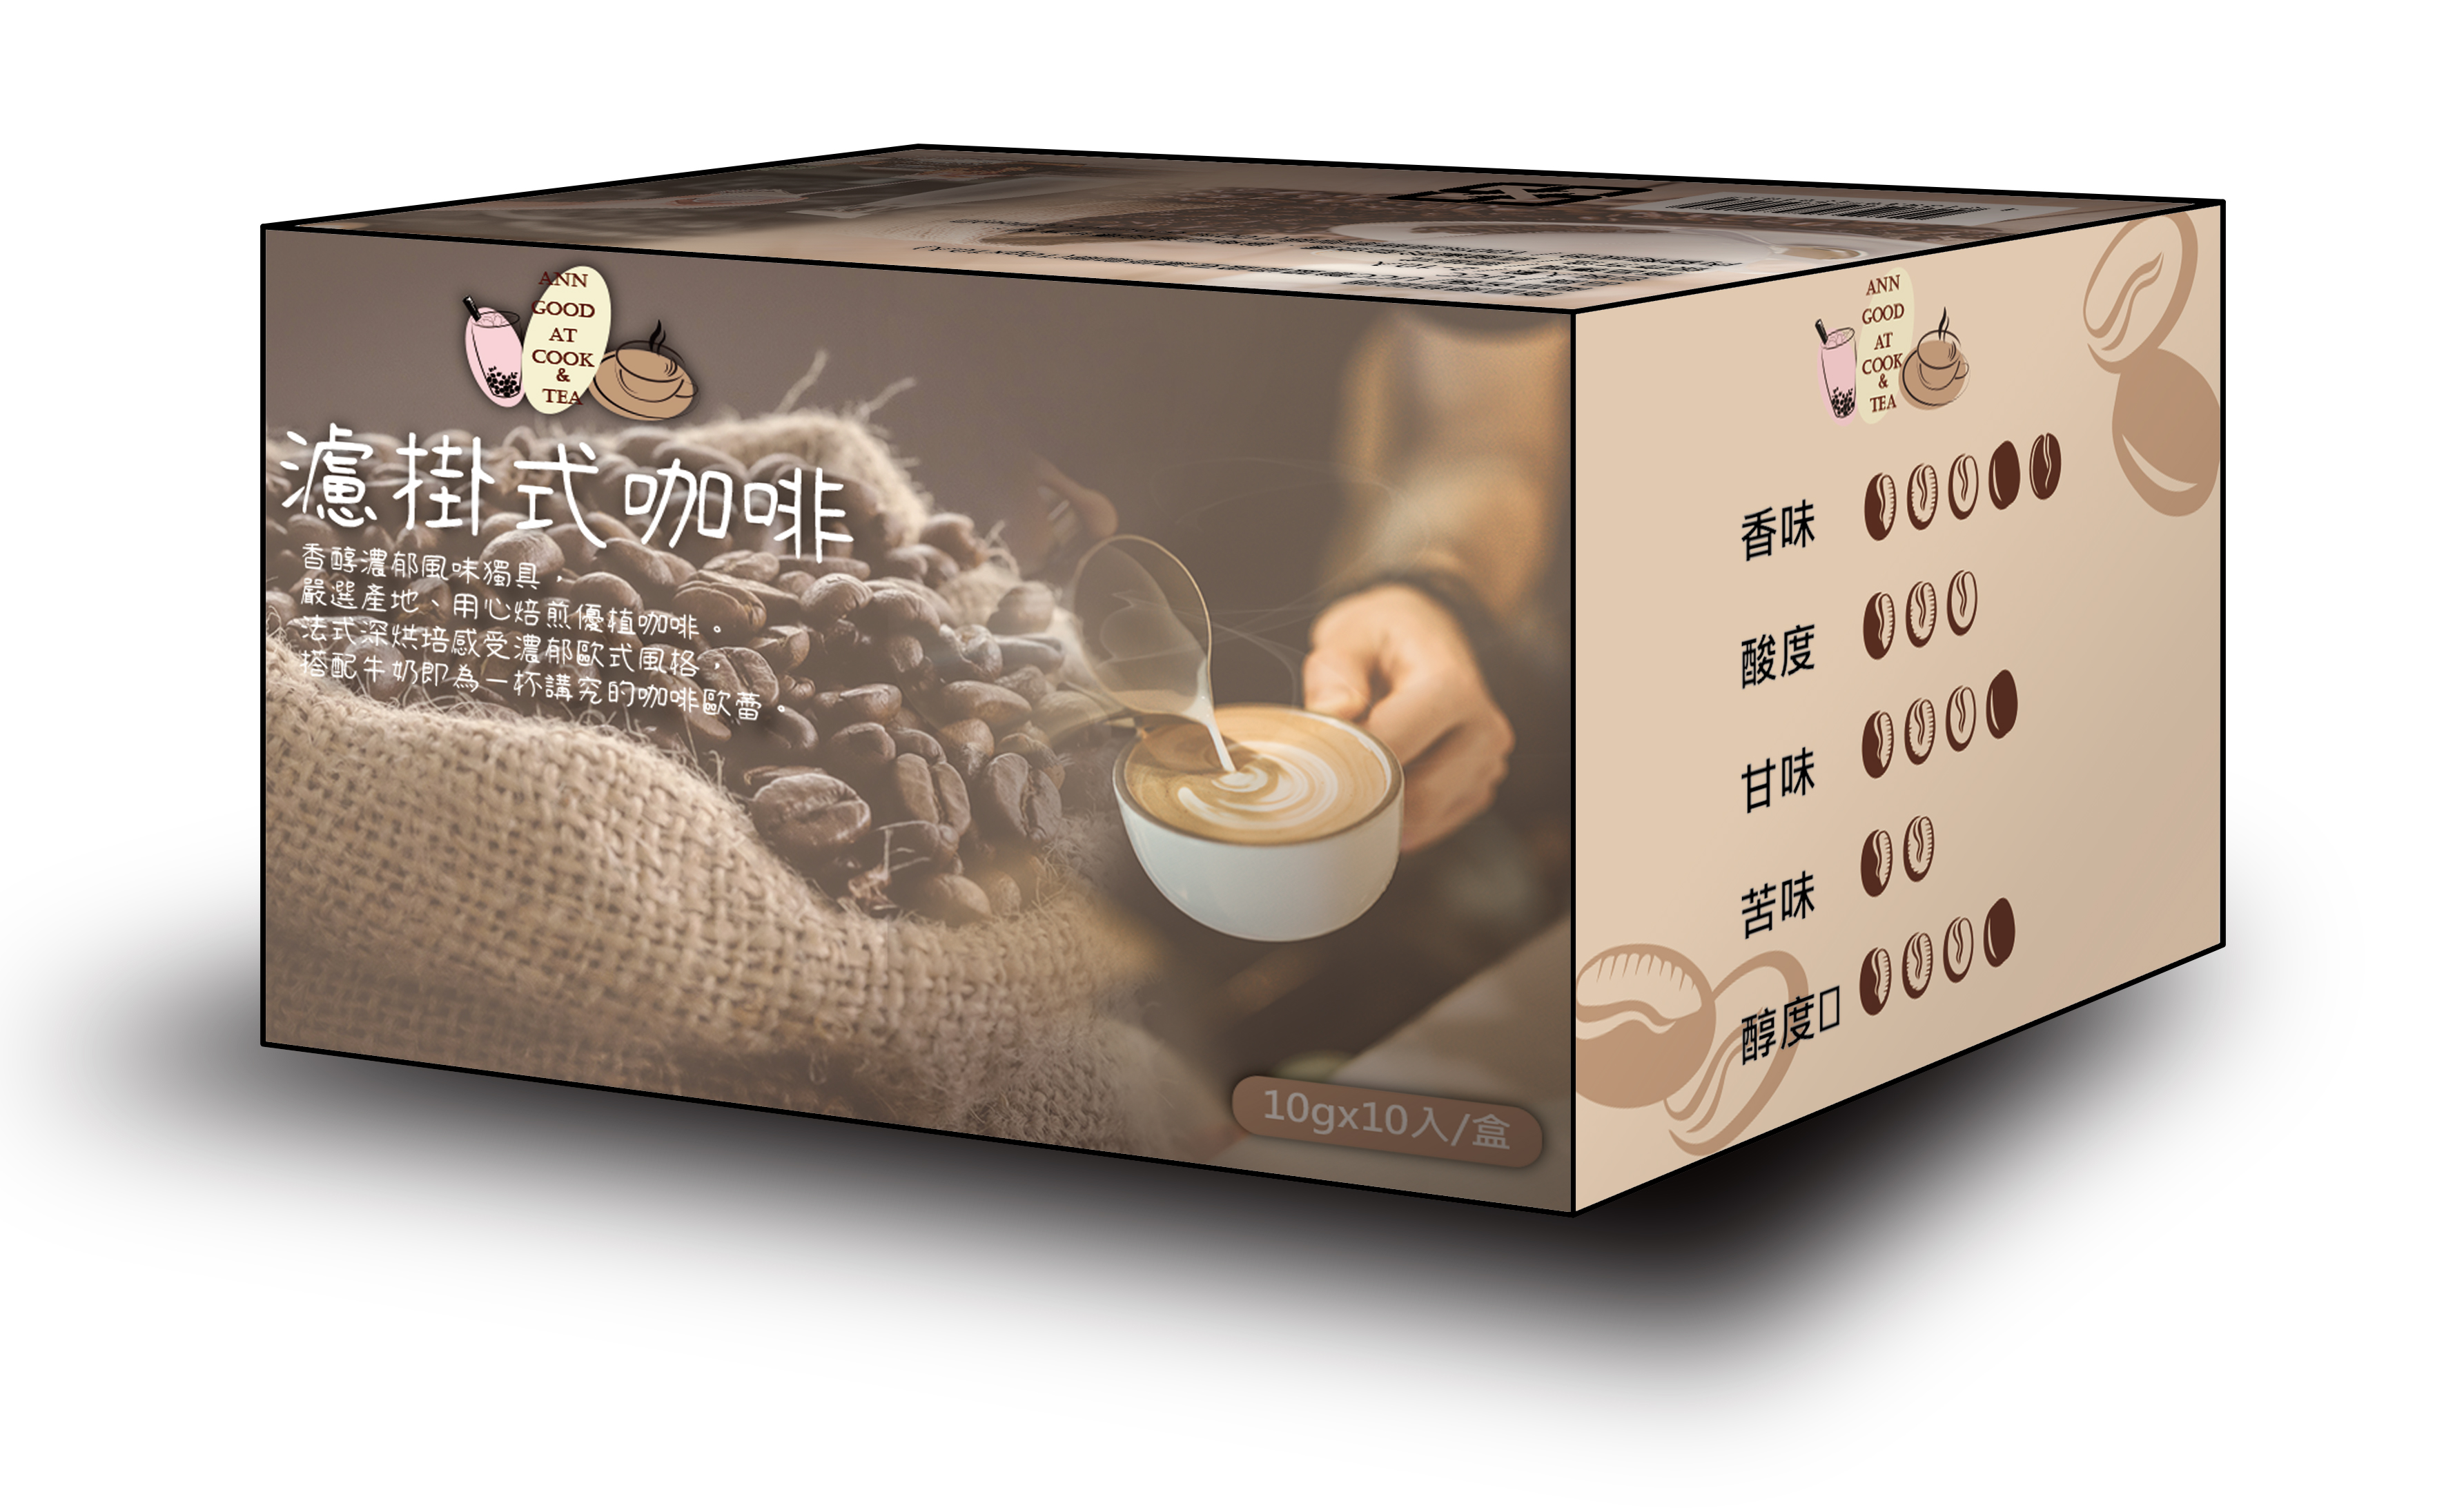 ANN
GOOD
AT
COOK
&
TEA
濾掛式咖啡
香醇濃郁風味獨具，
嚴選產地、用心焙煎優植咖啡。
法式深烘培感受濃郁歐式風格，
搭配牛奶即為一杯講究的咖啡歐蕾。
10gx10入/盒
ANN
GOOD
AT
COOK
&
TEA
香味
酸度
甘味
苦味
醇度